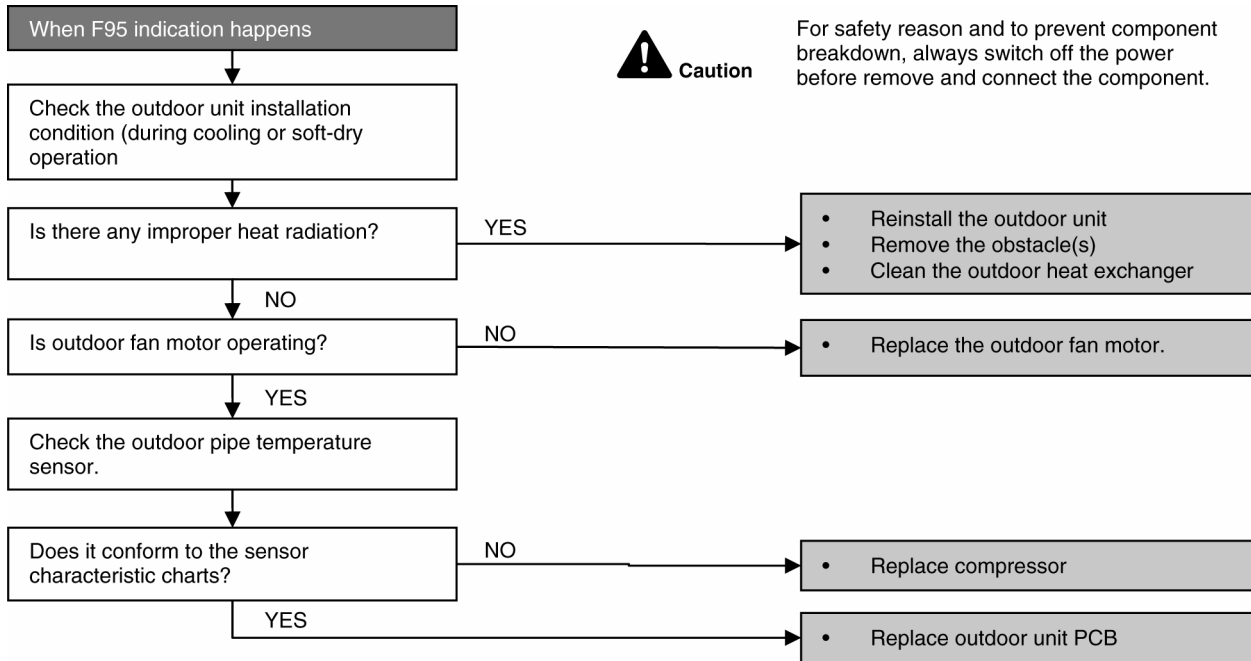 When F95 indication happens
For safety reason and to prevent component
breakdown, always switch off the power
before remove and connect the component.
Caution
Check the outdoor unit installation
condition (during cooling or soft-dry
operation
Is there any improper heat radiation?
YES
• Reinstall the outdoor unit
• Remove the obstacle(s)
• Clean the outdoor heat exchanger
NO
Is outdoor fan motor operating?
NO
• Replace the outdoor fan motor.
YES
Check the outdoor pipe temperature
sensor.
Does it conform to the sensor
characteristic charts?
NO
• Replace compressor
YES
• Replace outdoor unit PCB